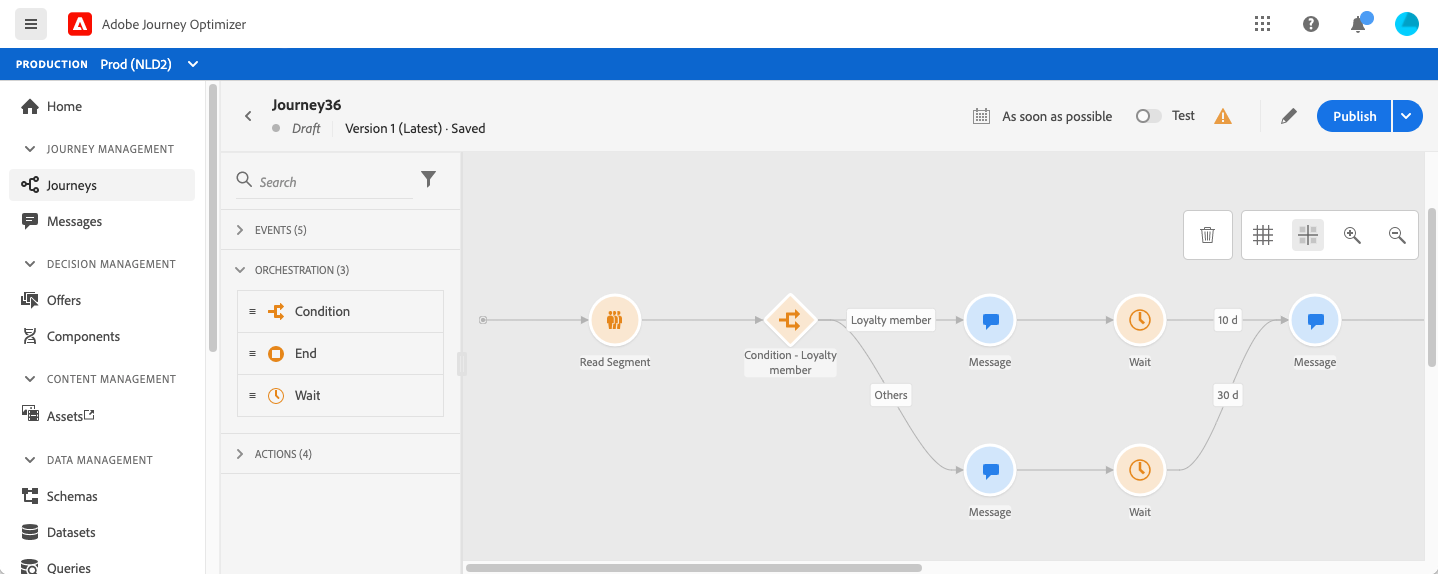 Adobe Journey Optimizer
PRODUCTION Prod (NLD2)
Home
JOURNEY MANAGEMENT
Journeys
Messages
DECISION MANAGEMENT
Offers
Components
CONTENT MANAGEMENT
Assets
DATA MANAGEMENT
Schemas
Datasets
Queries
Journey36
Draft Version 1 (Latest) · Saved
As soon as possible
Test
Publish
Search
EVENTS (5)
ORCHESTRATION (3)
Condition
End
Wait
ACTIONS (4)
Read Segment
Condition - Loyalty
member
Loyalty member
Message
Wait
10 d
Message
Others
30 d
Message
Wait